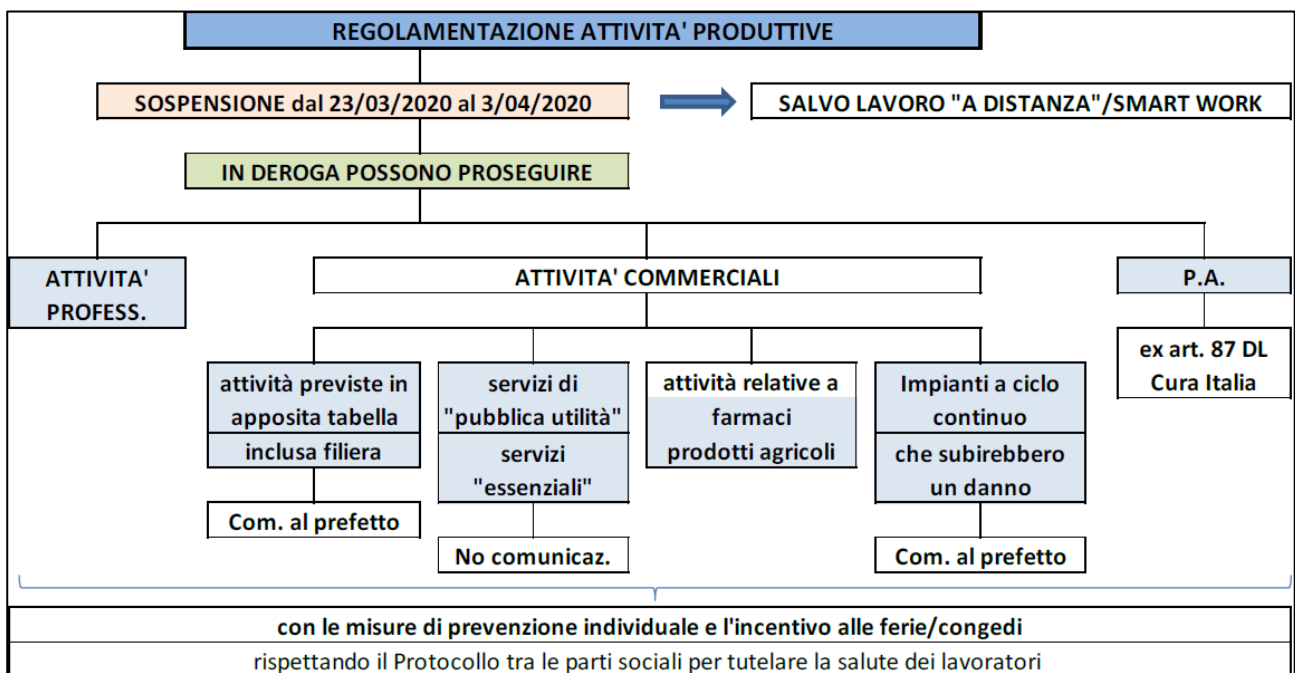 REGOLAMENTAZIONE ATTIVITA' PRODUTTIVE
SOSPENSIONE dal 23/03/2020 al 3/04/2020
SALVO LAVORO "A DISTANZA"/SMART WORK
IN DEROGA POSSONO PROSEGUIRE
ATTIVITA'
PROFESS.
ATTIVITA' COMMERCIALI
P.A.
ex art. 87 DL
Cura Italia
attività previste in
apposita tabella
inclusa filiera
Com. al prefetto
servizi di
"pubblica utilità"
servizi
"essenziali"
No comunicaz.
attività relative a
farmaci
prodotti agricoli
Impianti a ciclo
continuo
che subirebbero
un danno
Com. al prefetto
con le misure di prevenzione individuale e l'incentivo alle ferie/congedi
rispettando il Protocollo tra le parti sociali per tutelare la salute dei lavoratori